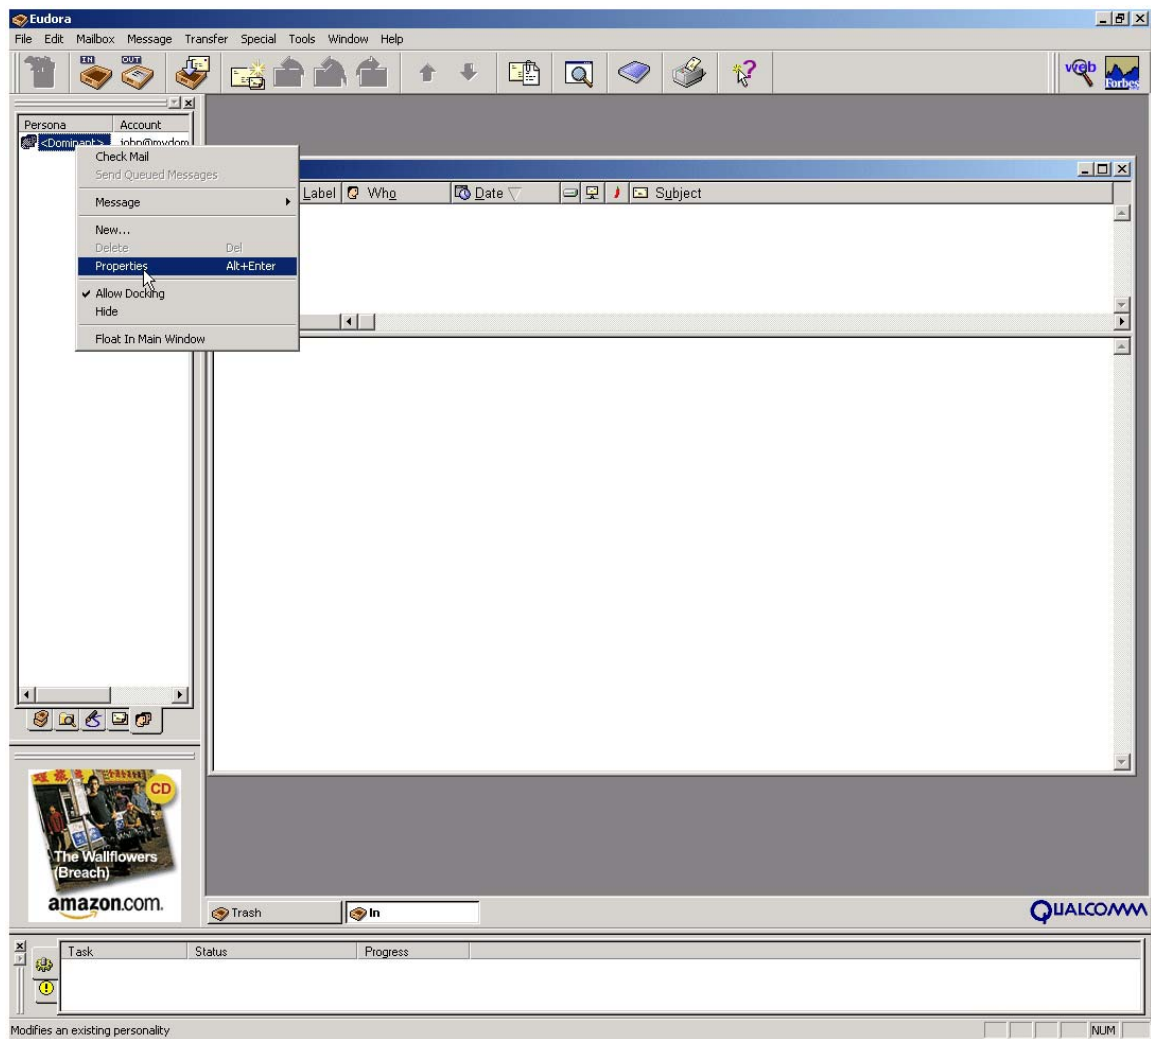 Eudora
File Edit Mailbox Message Transfer Special Tools Window Help
IN OUT
web Forbes
Persona Account
<Dominant> john@mydom
Check Mail
Send Queued Messages
Message
New...
Delete Del
Properties Alt+Enter
Allow Docking
Hide
Float In Main Window
Label Who Date Subject
CD
The Wallflowers
(Breach)
amazon.com.
Trash In
QUALCOMM
Task Status Progress
Modifies an existing personality NUM